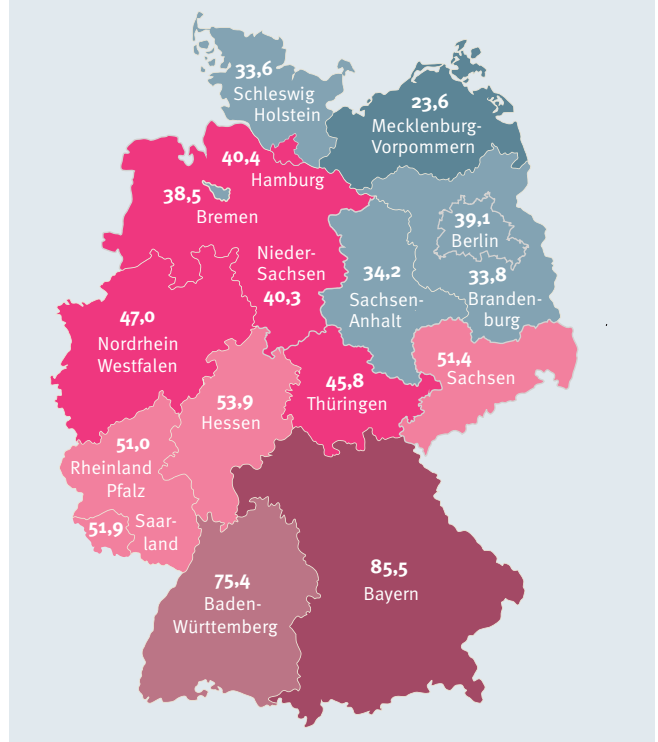 33,6
Schleswig
Holstein
23,6
Mecklenburg-
Vorpommern
40,4
Hamburg
38,5
Bremen
39,1
Berlin
Nieder-
Sachsen
40,3
34,2
Sachsen-
Anhalt
33,8
Branden-
burg
47,0
Nordrhein
Westfalen
51,4
Sachsen
45,8
Thüringen
53,9
Hessen
51,0
Rheinland
Pfalz
51,9
Saar-
land
75,4
Baden-
Württemberg
85,5
Bayern